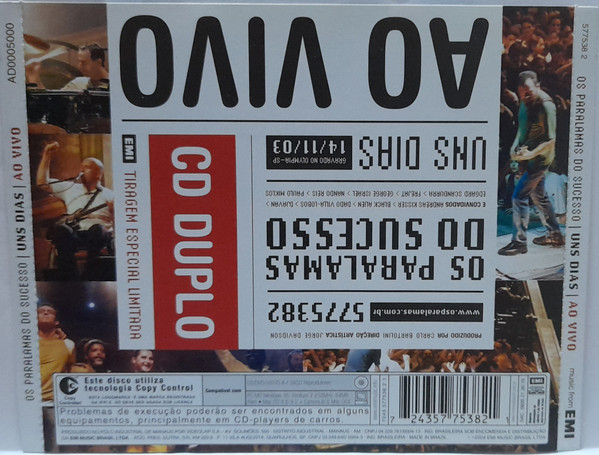 AD0005000
OS PARALAMAS DO SUCESSO | UNS DIAS | AO VIVO
577538 2
OS PARALAMAS DO SUCESSO | UNS DIAS | AO VIVO
music from EMI
AO VIVO
UNS DIAS
GRAVADO NO OLYMPIA-SP
14/11/03
E CONVIDADOS > ANDREAS KISSER > BLACK ALIEN > DADO VILLA-LOBOS > DJAVAN
EDGARD SCANDURRA > FREJAT > GEORGE ISRAEL > NANDO REIS > PAULO MIKLOS
OS PARALAMAS
DO SUCESSO
5775382
www.osparalamas.com.br
PRODUZIDO POR CARLO BARTOLINI DIREÇÃO ARTÍSTICA JORGE DAVIDSON
CD DUPLO
EMI TIRAGEM ESPECIAL LIMITADA
Este disco utiliza
tecnologia Copy Control
Problemas de execução poderão ser encontrados em alguns
equipamentos, principalmente em CD-players de carros.
7 24357 75382 1
EMI